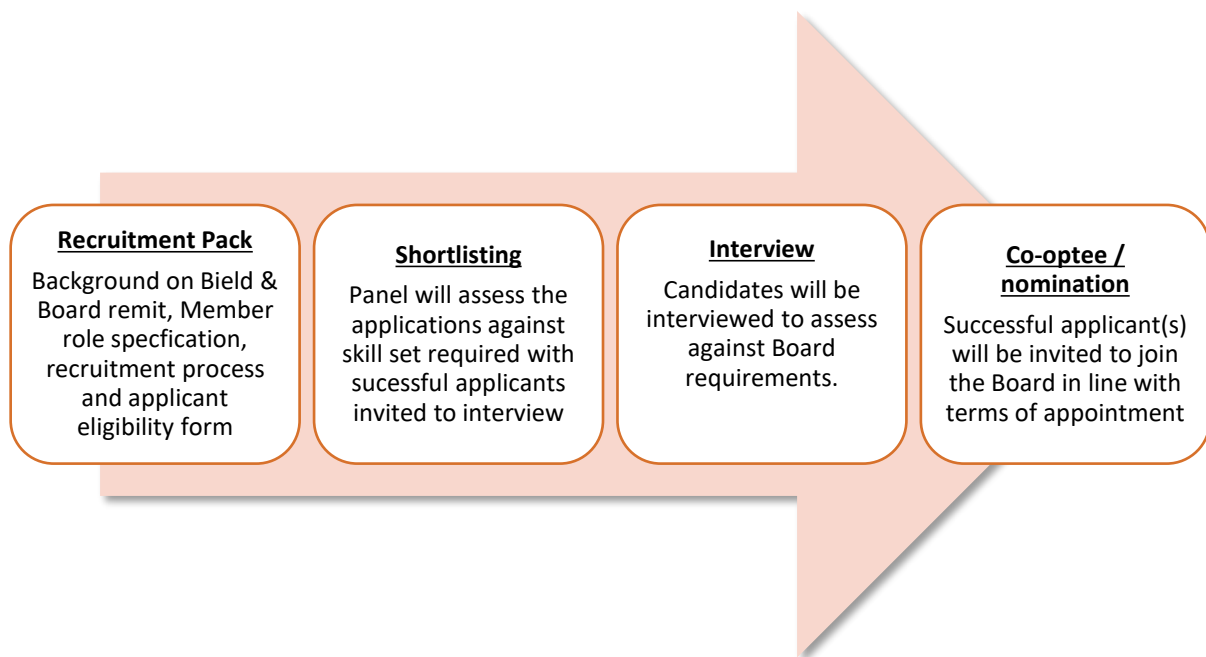 Recruitment Pack
Background on Bield &
Board remit, Member
role specfication,
recruitment process
and applicant
eligibility form
Shortlisting
Panel will assess the
applications against
skill set required with
sucessful applicants
invited to interview
Interview
Candidates will be
interviewed to assess
against Board
requirements.
Co-optee /
nomination
Successful applicant(s)
will be invited to join
the Board in line with
terms of appointment